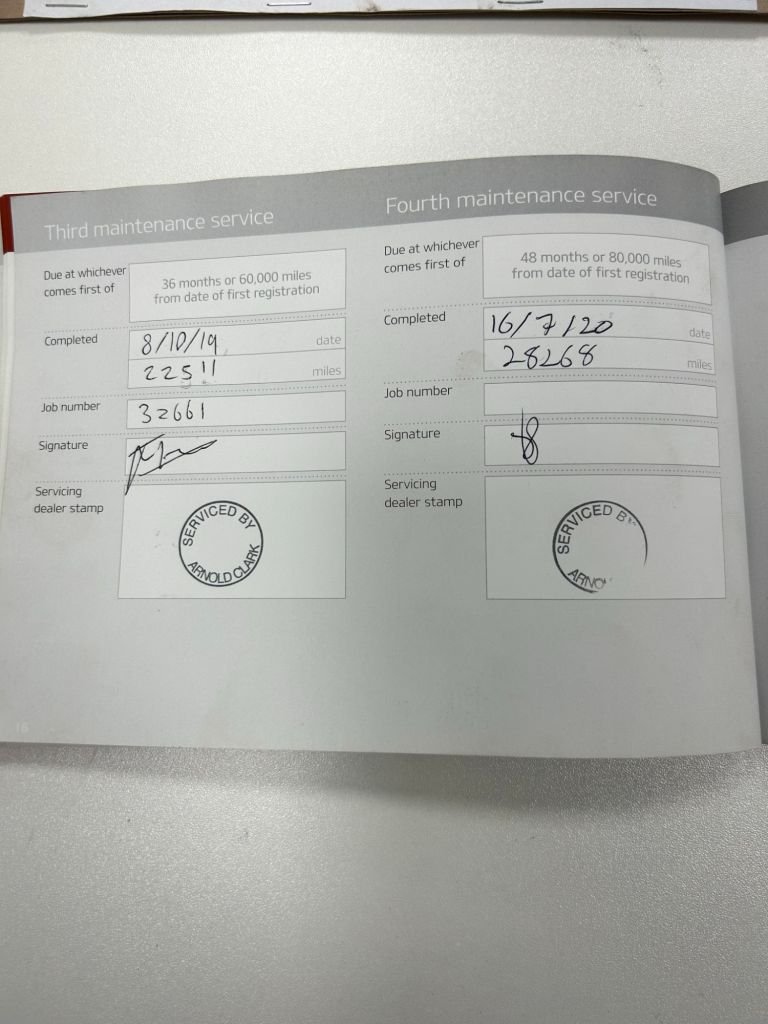 Third maintenance service
Due at whichever
comes first of
36 months or 60,000 miles
from date of first registration
Completed
8/10/19 date
22511 miles
Job number
32661
Signature
Servicing
dealer stamp
SERVICED BY
ARNOLD CLARK
16
Fourth maintenance service
Due at whichever
comes first of
48 months or 80,000 miles
from date of first registration
Completed
16/7/20 date
28268 miles
Job number
Signature
Servicing
dealer stamp
SERVICED